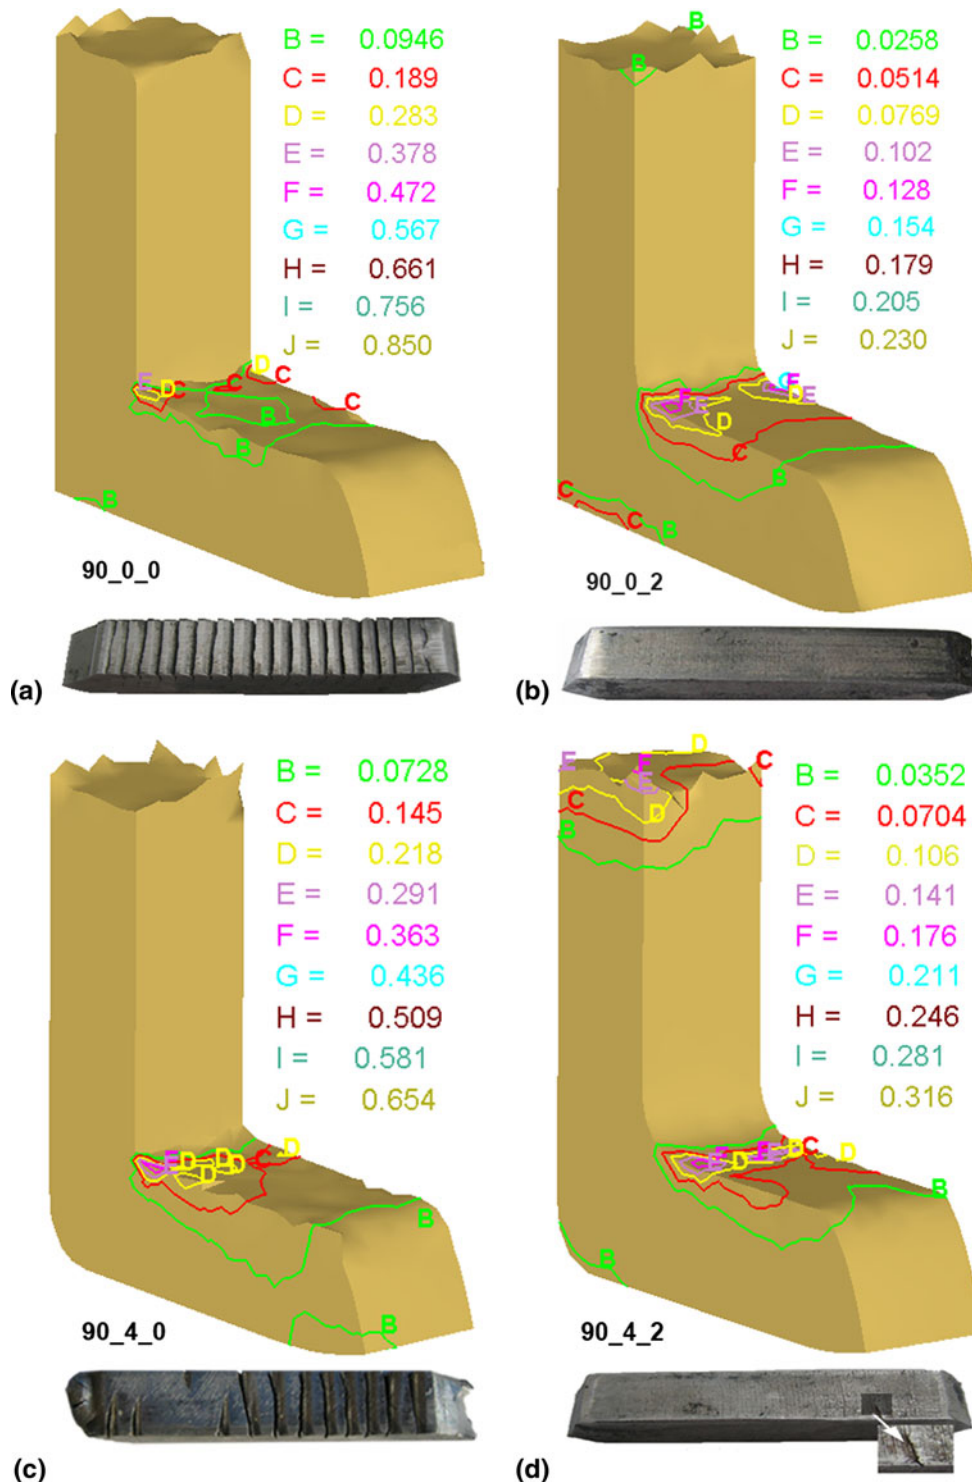 B = 0.0946
C = 0.189
D = 0.283
E = 0.378
F = 0.472
G = 0.567
H = 0.661
I = 0.756
J = 0.850
E
D
C
C
D
C
C
B
B
B
90_0_0
(a)
B
B
B = 0.0258
C = 0.0514
D = 0.0769
E = 0.102
F = 0.128
G = 0.154
H = 0.179
I = 0.205
J = 0.230
G
F
D
E
F
E
D
C
B
C
C
B
90_0_2
(b)
B = 0.0728
C = 0.145
D = 0.218
E = 0.291
F = 0.363
G = 0.436
H = 0.509
I = 0.581
J = 0.654
E
D
D
D
D
C
D
B
B
90_4_0
(c)
E
F
D
C
E
C
D
B
B = 0.0352
C = 0.0704
D = 0.106
E = 0.141
F = 0.176
G = 0.211
H = 0.246
I = 0.281
J = 0.316
F
E
D
F
E
D
C
D
B
B
90_4_2
(d)